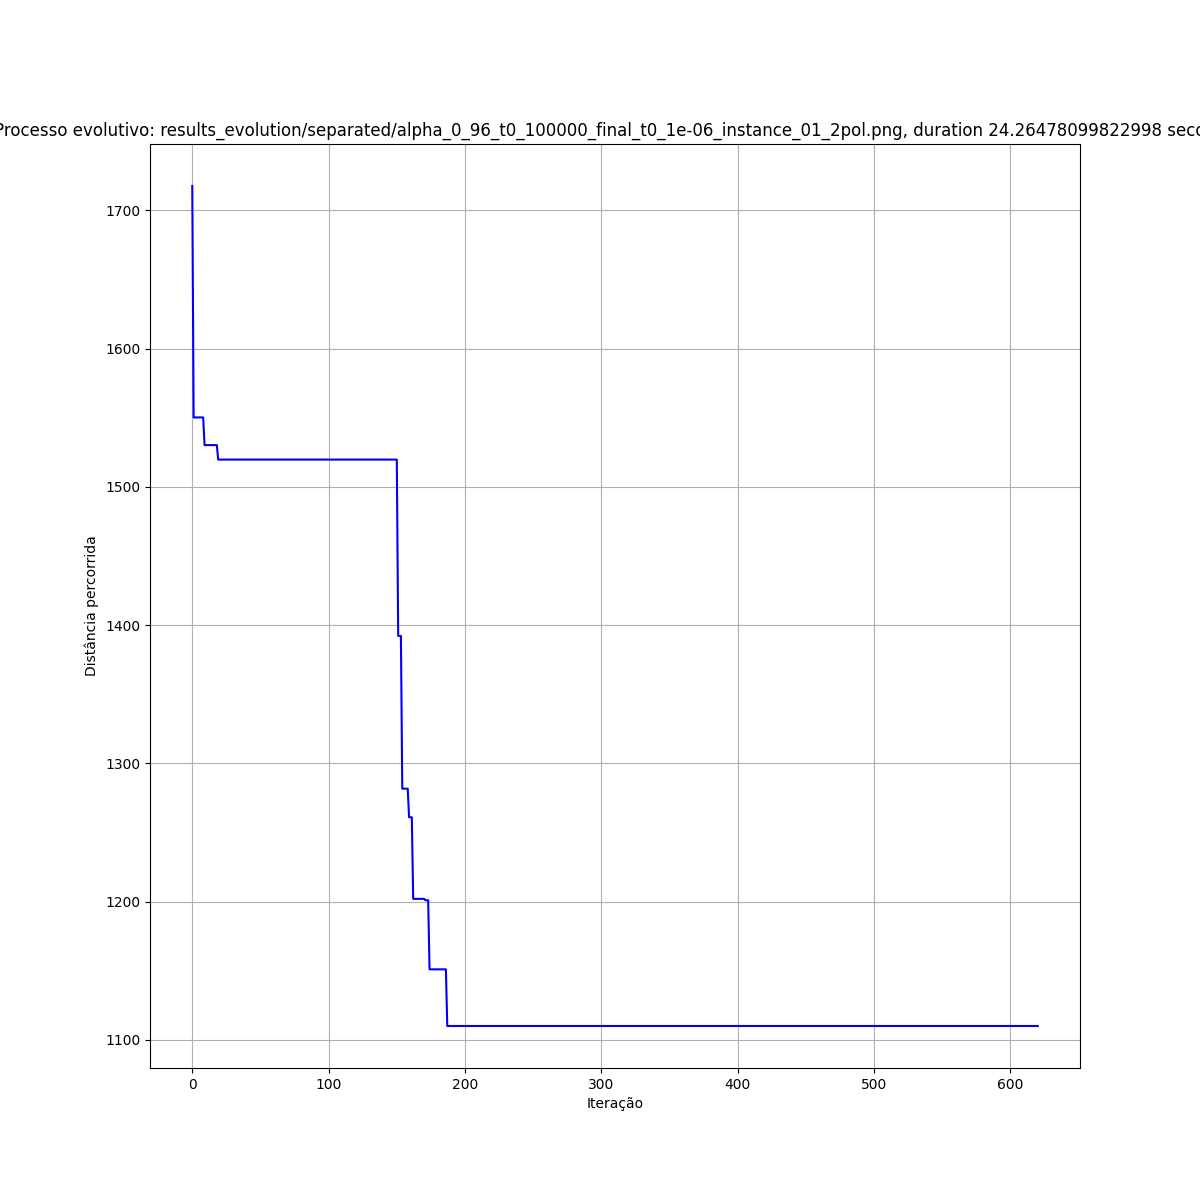 Processo evolutivo: results_evolution/separated/alpha_0_96_t0_100000_final_t0_1e-06_instance_01_2pol.png, duration 24.26478099822998 seco
1700
1600
1500
1400
1300
1200
1100
Distância percorrida
0 100 200 300 400 500 600
Iteração